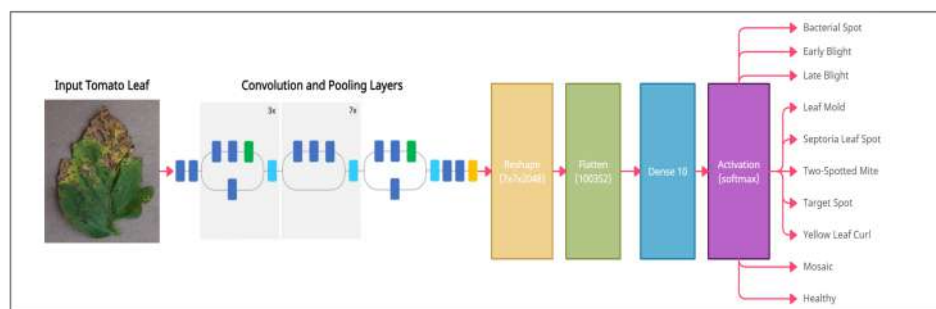 Input Tomato Leaf
Convolution and Pooling Layers
3x
7x
Reshape
(7x7x2048)
Flatten
(100352)
Dense 10
Activation
(softmax)
Bacterial Spot
Early Blight
Late Blight
Leaf Mold
Septoria Leaf Spot
Two-Spotted Mite
Target Spot
Yellow Leaf Curl
Mosaic
Healthy